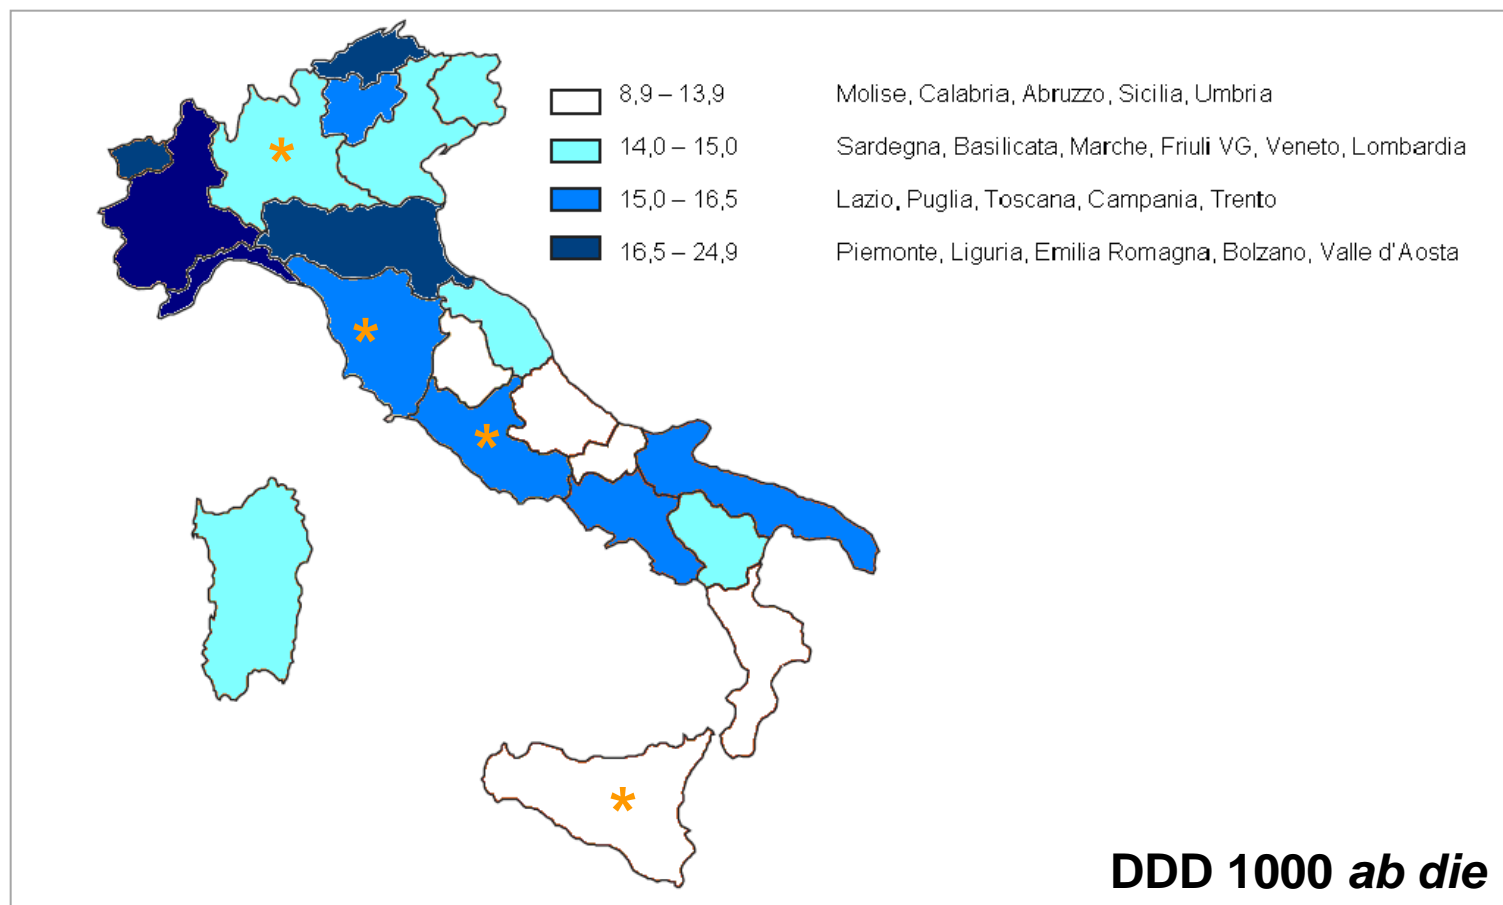 8,9 – 13,9 Molise, Calabria, Abruzzo, Sicilia, Umbria
14,0 – 15,0 Sardegna, Basilicata, Marche, Friuli VG, Veneto, Lombardia
15,0 – 16,5 Lazio, Puglia, Toscana, Campania, Trento
16,5 – 24,9 Piemonte, Liguria, Emilia Romagna, Bolzano, Valle d'Aosta
*
*
*
*
DDD 1000 ab die